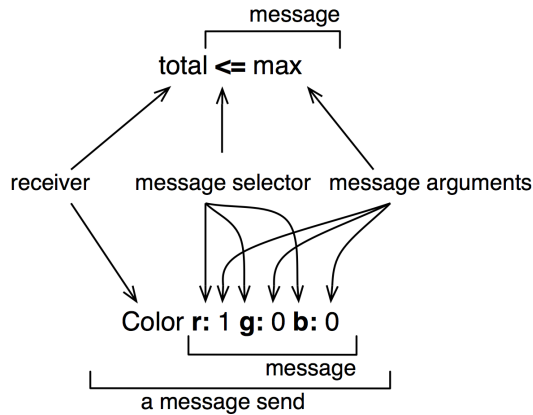 message
total <= max
receiver message selector message arguments
Color r: 1 g: 0 b: 0
message
a message send